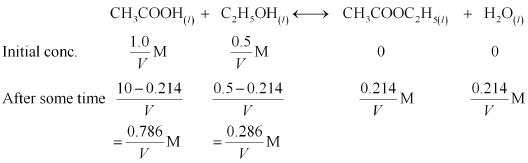 CH₃COOH₍l₎ + C₂H₅OH₍l₎ ⟷ CH₃COOC₂H₅₍l₎ + H₂O₍l₎
Initial conc. 1.0/V M 0.5/V M 0 0
After some time 10−0.214/V 0.5−0.214/V 0.214/V M 0.214/V M
=0.786/V M =0.286/V M